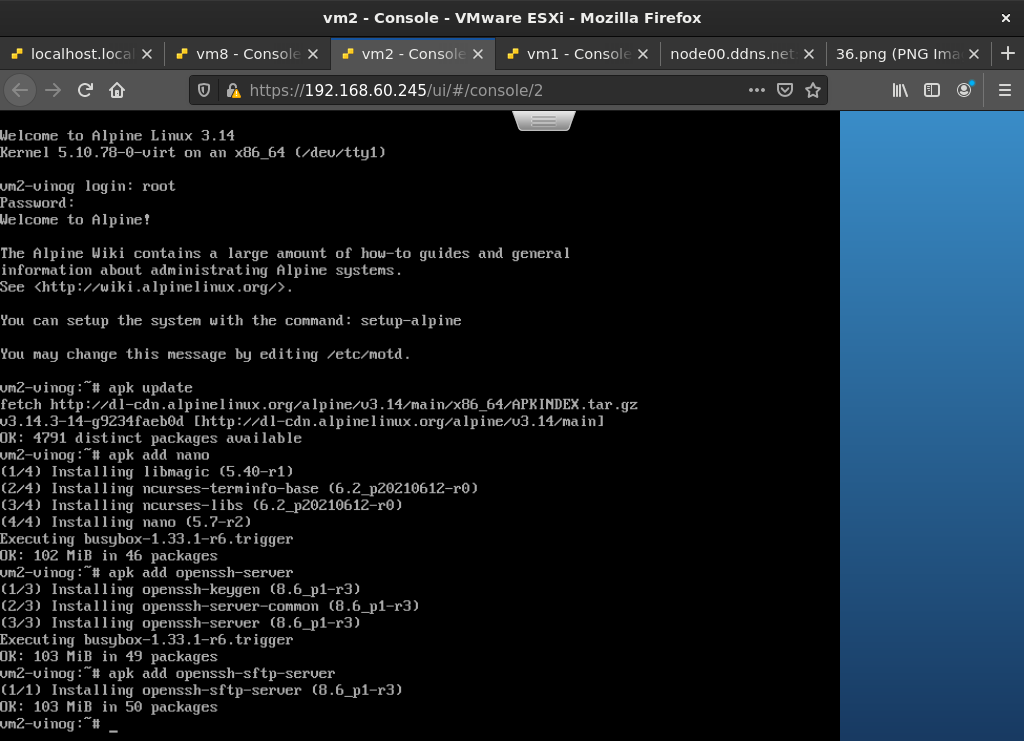 vm2 - Console - VMware ESXi - Mozilla Firefox
localhost.local
vm8 - Console
vm2 - Console
vm1 - Console
node00.ddns.net
36.png (PNG Ima
https://192.168.60.245/ui/#/console/2
Welcome to Alpine Linux 3.14
Kernel 5.10.78-0-virt on an x86_64 (/dev/tty1)
vm2-vinog login: root
Password:
Welcome to Alpine!
The Alpine Wiki contains a large amount of how-to guides and general
information about administrating Alpine systems.
See <http://wiki.alpinelinux.org/>.
You can setup the system with the command: setup-alpine
You may change this message by editing /etc/motd.
vm2-vinog:~# apk update
fetch http://dl-cdn.alpinelinux.org/alpine/v3.14/main/x86_64/APKINDEX.tar.gz
v3.14.3-14-g9234faeb0d [http://dl-cdn.alpinelinux.org/alpine/v3.14/main]
OK: 4791 distinct packages available
vm2-vinog:~# apk add nano
(1/4) Installing libmagic (5.40-r1)
(2/4) Installing ncurses-terminfo-base (6.2_p20210612-r0)
(3/4) Installing ncurses-libs (6.2_p20210612-r0)
(4/4) Installing nano (5.7-r2)
Executing busybox-1.33.1-r6.trigger
OK: 102 MiB in 46 packages
vm2-vinog:~# apk add openssh-server
(1/3) Installing openssh-keygen (8.6_p1-r3)
(2/3) Installing openssh-server-common (8.6_p1-r3)
(3/3) Installing openssh-server (8.6_p1-r3)
Executing busybox-1.33.1-r6.trigger
OK: 103 MiB in 49 packages
vm2-vinog:~# apk add openssh-sftp-server
(1/1) Installing openssh-sftp-server (8.6_p1-r3)
OK: 103 MiB in 50 packages
vm2-vinog:~# _